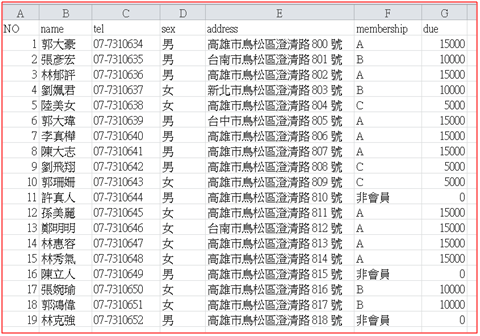 A B C D E F G
NO name tel sex address membership due
1 郭大豪 07-7310634 男 高雄市鳥松區澄清路 800 號 A 15000
2 張彥宏 07-7310635 男 台南市鳥松區澄清路 801 號 B 10000
3 林郁評 07-7310636 男 高雄市鳥松區澄清路 802 號 A 15000
4 劉姵君 07-7310637 女 新北市鳥松區澄清路 803 號 B 10000
5 陸美女 07-7310638 女 高雄市鳥松區澄清路 804 號 C 5000
6 郭大瑋 07-7310639 男 台中市鳥松區澄清路 805 號 A 15000
7 李真樺 07-7310640 男 高雄市鳥松區澄清路 806 號 A 15000
8 陳大志 07-7310641 男 高雄市鳥松區澄清路 807 號 A 15000
9 劉飛翔 07-7310642 男 高雄市鳥松區澄清路 808 號 C 5000
10 郭珊姍 07-7310643 女 高雄市鳥松區澄清路 809 號 C 5000
11 許真人 07-7310644 男 高雄市鳥松區澄清路 810 號 非會員 0
12 孫美麗 07-7310645 女 高雄市鳥松區澄清路 811 號 A 15000
13 鄭明明 07-7310646 女 台南市鳥松區澄清路 812 號 A 15000
14 林惠容 07-7310647 女 高雄市鳥松區澄清路 813 號 A 15000
15 林秀氣 07-7310648 女 高雄市鳥松區澄清路 814 號 A 15000
16 陳立人 07-7310649 男 高雄市鳥松區澄清路 815 號 非會員 0
17 張婉瑜 07-7310650 女 高雄市鳥松區澄清路 816 號 B 10000
18 郭鴻偉 07-7310651 女 高雄市鳥松區澄清路 817 號 B 10000
19 林克強 07-7310652 男 高雄市鳥松區澄清路 818 號 非會員 0